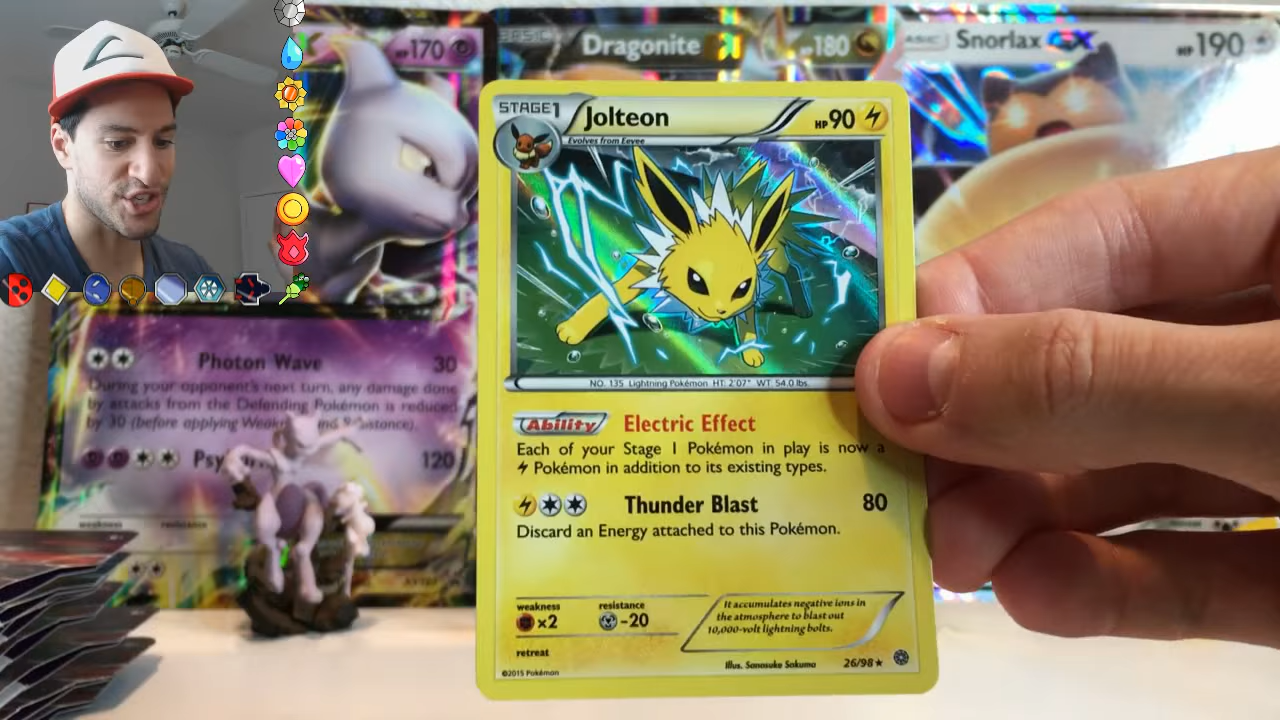 HP170
BASIC
Dragonite
HP180
BASIC
Snorlax GX
HP 190
STAGE1
Jolteon
HP90
Evolves from Eevee
NO. 135 Lightning Pokémon HT: 2'07" WT: 54.0 lbs.
Ability Electric Effect
Each of your Stage 1 Pokémon in play is now a
Pokémon in addition to its existing types.
Thunder Blast 80
Discard an Energy attached to this Pokémon.
weakness
×2
resistance
-20
retreat
It accumulates negative ions in
the atmosphere to blast out
10,000-volt lightning bolts.
Illus. Sanosuke Sakuma
26/98
©2015 Pokémon
Photon Wave 30
During your opponent's next turn, any damage done
by attacks from the Defending Pokémon is reduced
by 30 (before applying
120
weakness
resistance